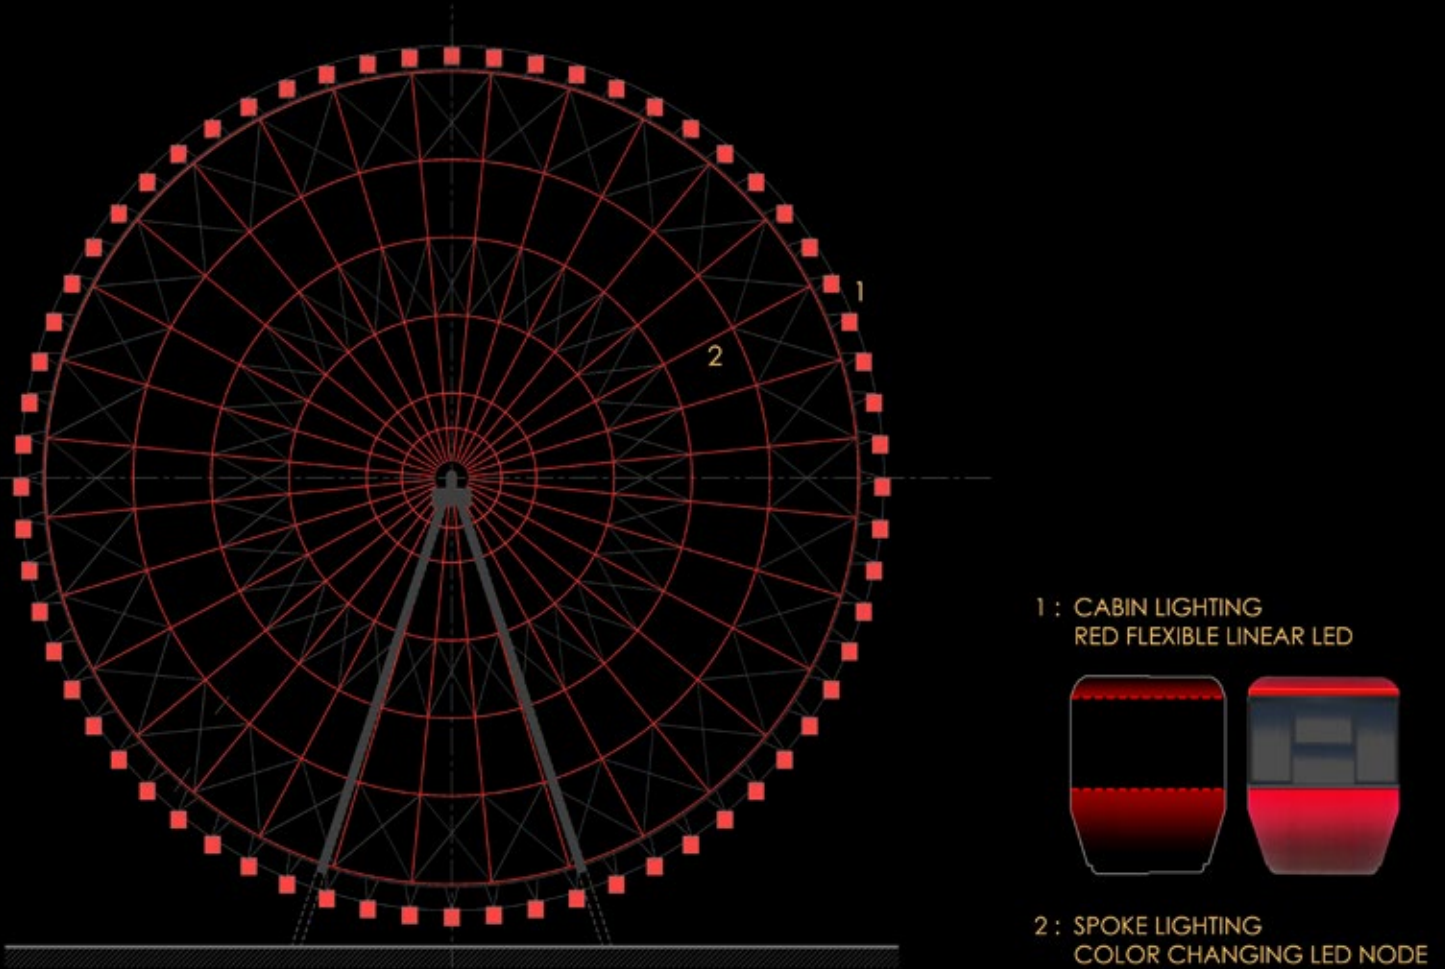 1
2
1 : CABIN LIGHTING
RED FLEXIBLE LINEAR LED
2 : SPOKE LIGHTING
COLOR CHANGING LED NODE